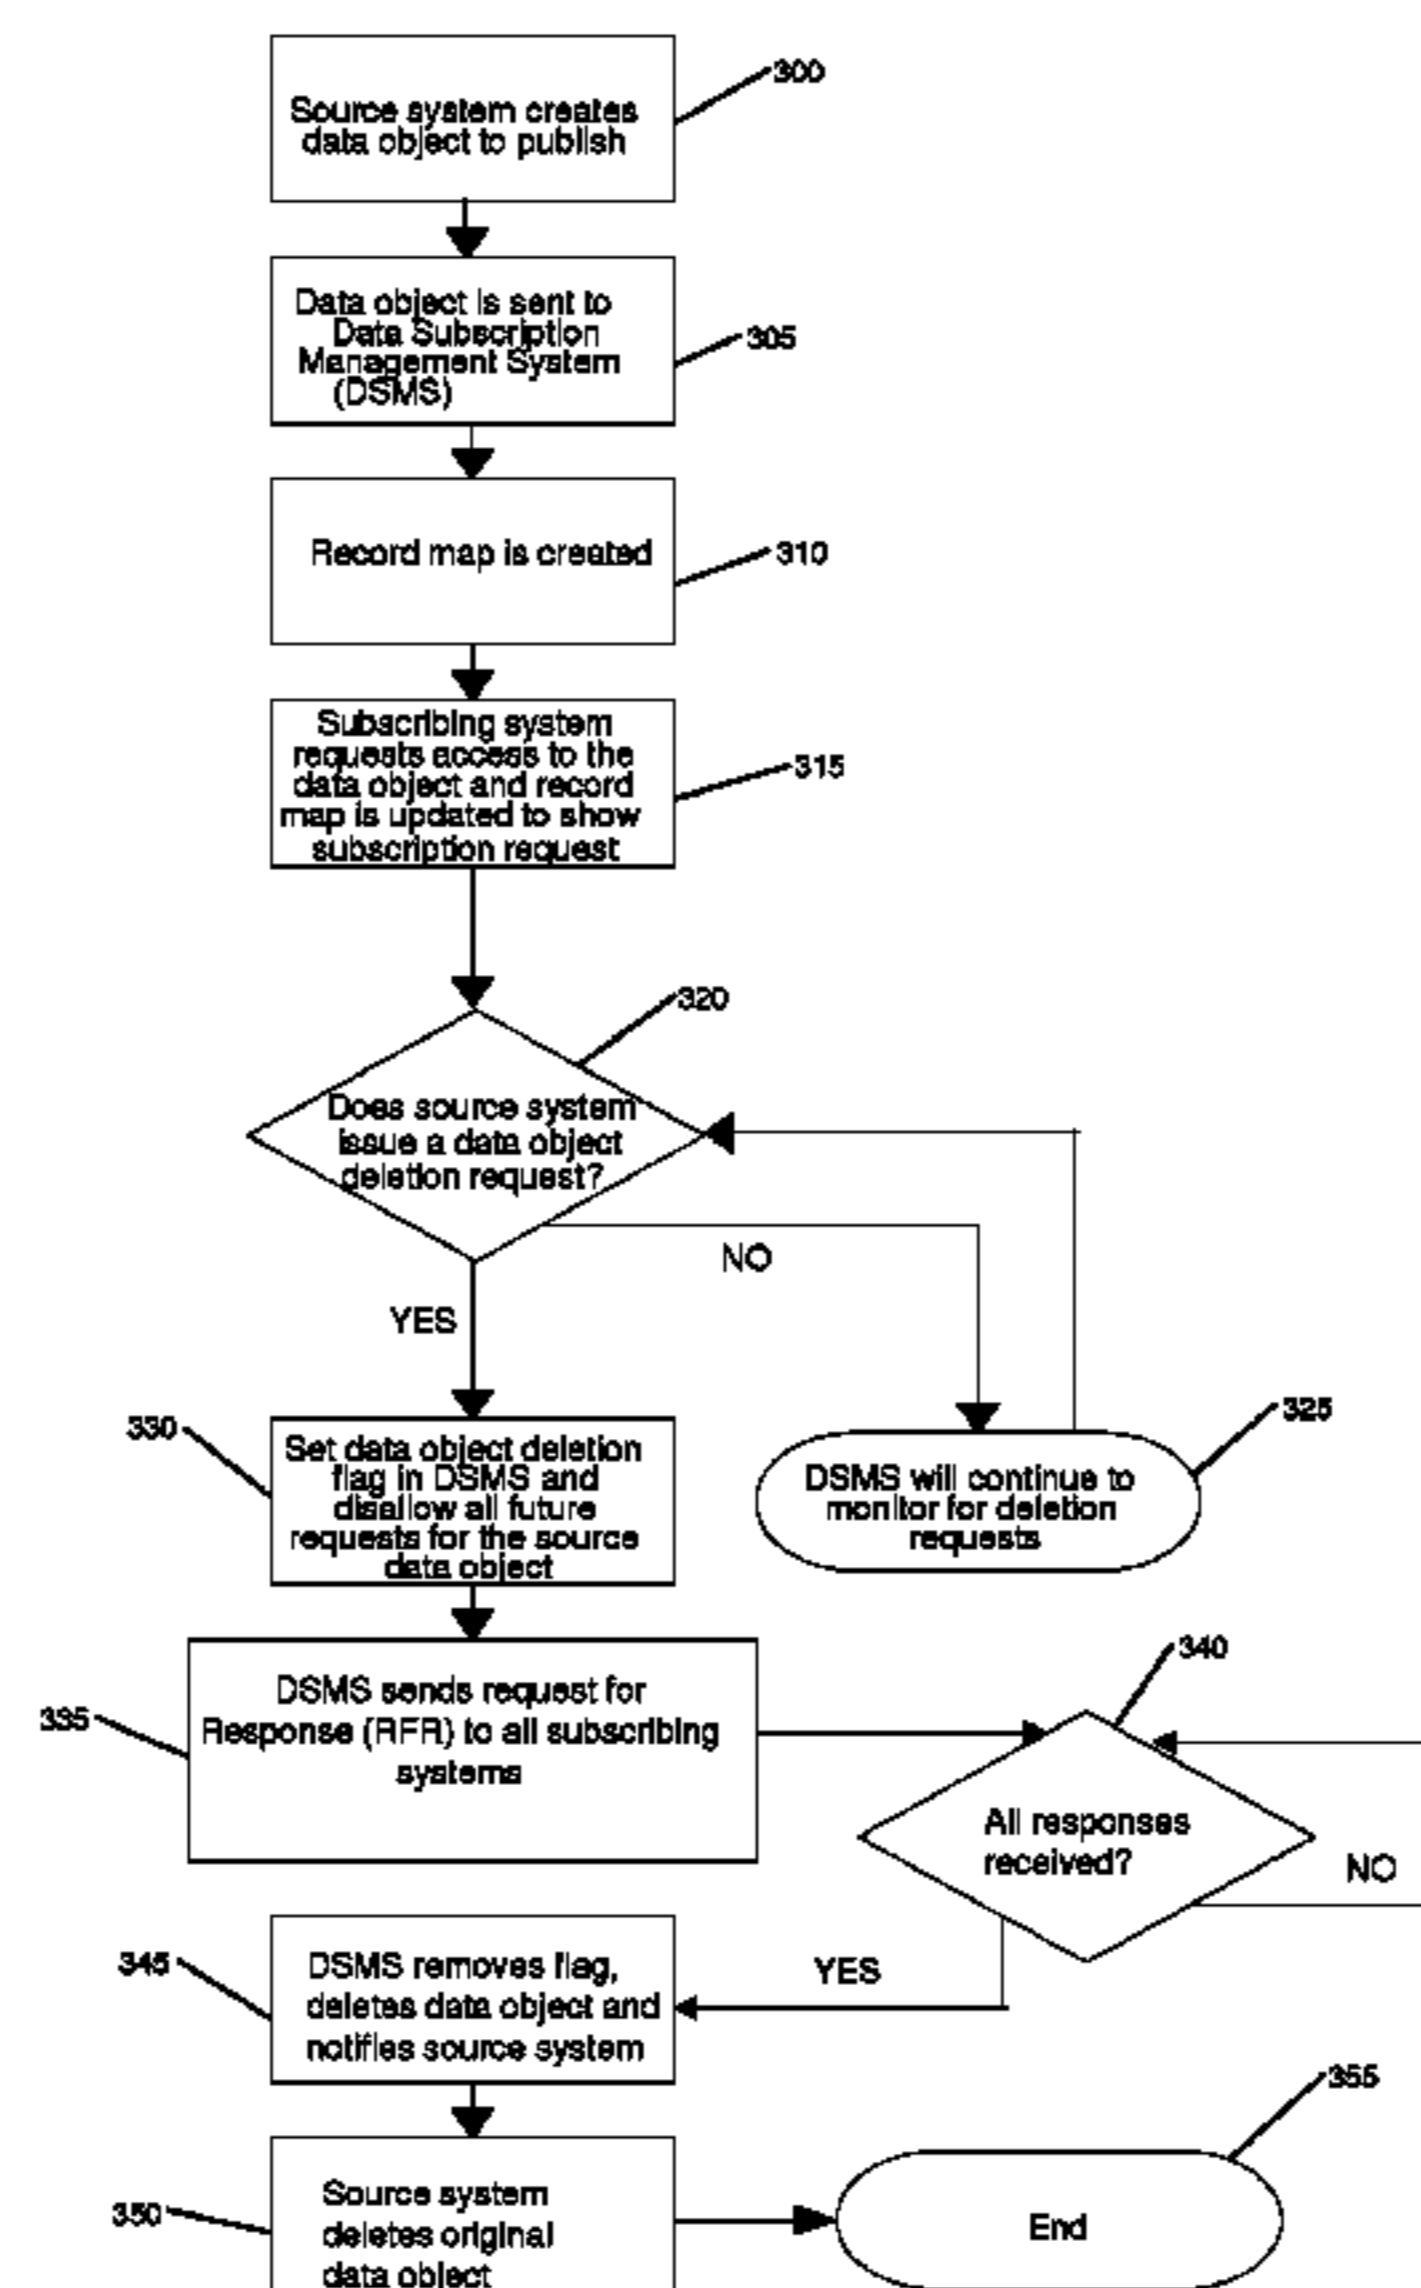 300
Source system creates
data object to publish
Data object is sent to
Data Subscription
Management System
(DSMS)
305
Record map is created
310
Subscribing system
requests access to the
data object and record
map is updated to show
subscription request
315
320
Does source system
issue a data object
deletion request?
NO
YES
330
Set data object deletion
flag in DSMS and
disallow all future
requests for the source
data object
325
DSMS will continue to
monitor for deletion
requests
335
DSMS sends request for
Response (RFR) to all subscribing
systems
340
All responses
received?
NO
YES
345
DSMS removes flag,
deletes data object and
notifies source system
350
Source system
deletes original
data object
355
End